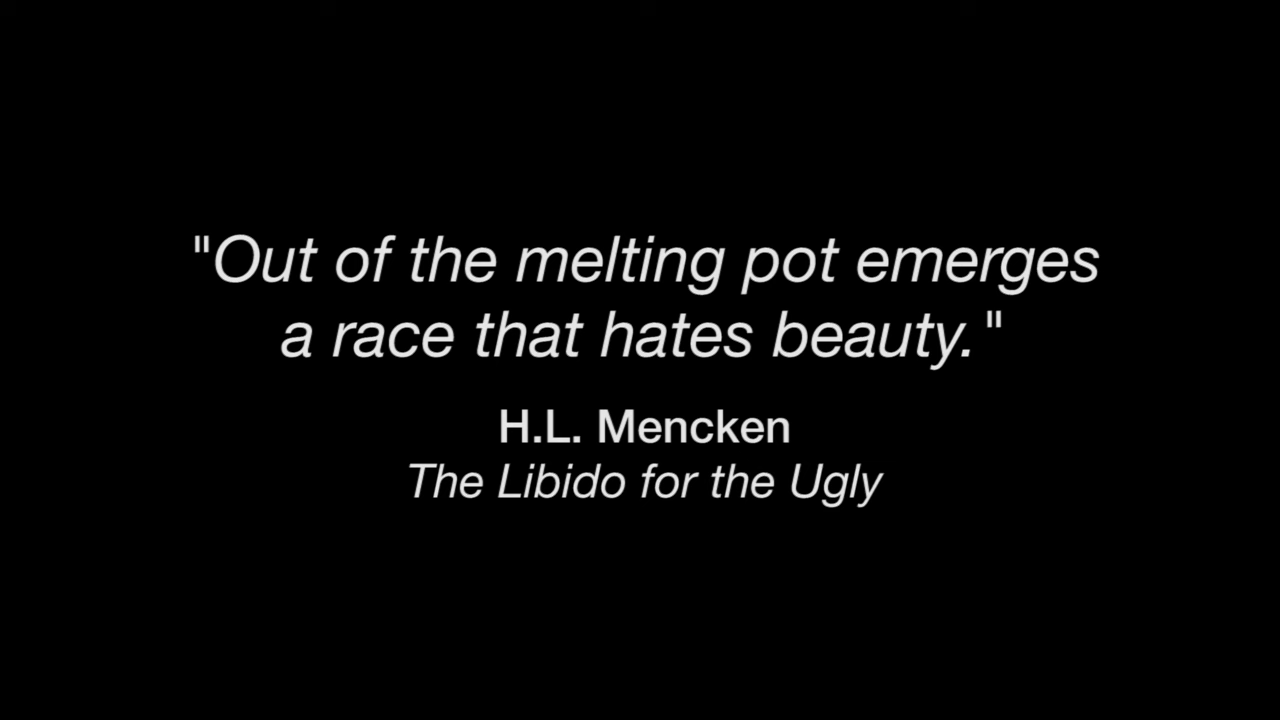 "Out of the melting pot emerges
a race that hates beauty."
H.L. Mencken
The Libido for the Ugly